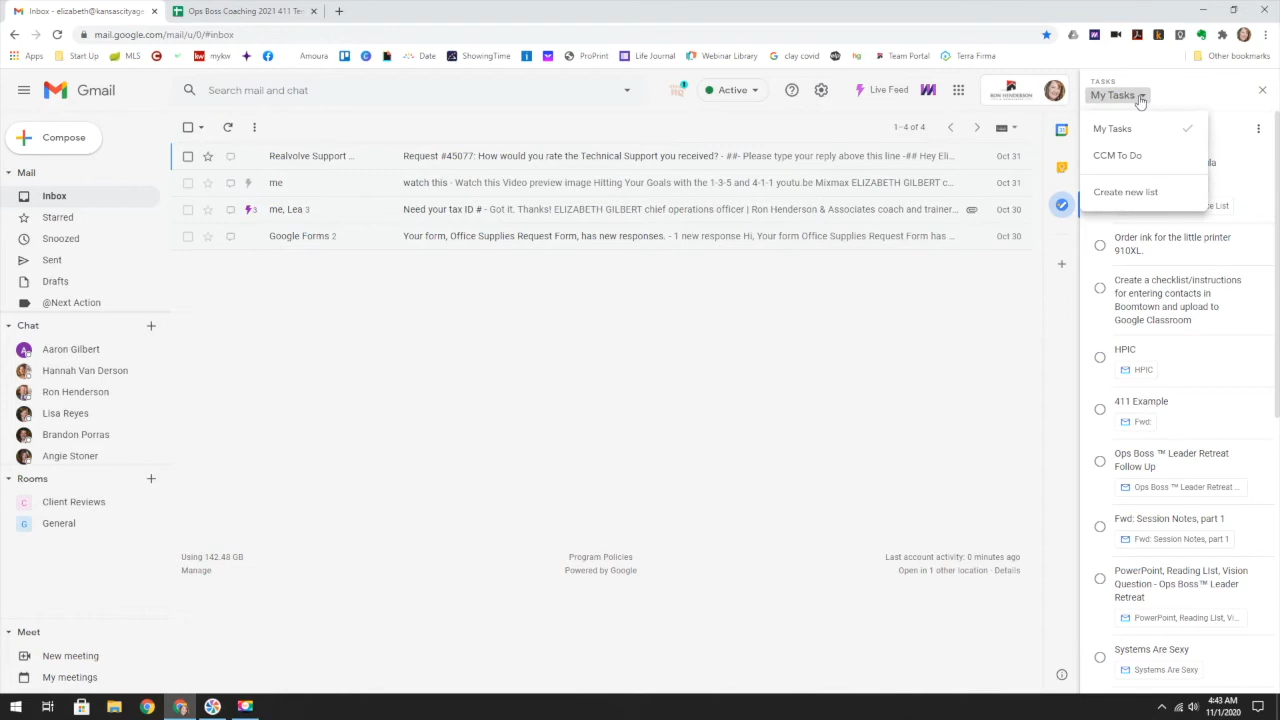 Inbox - elizabeth@kansascityage
Ops Boss Coaching 2021 411 Te
mail.google.com/mail/u/0/#inbox
Apps
Start Up
MLS
mykw
Amoura
Date
ShowingTime
ProPrint
Life Journal
Webinar Library
clay covid
Team Portal
Terra Firma
Other bookmarks
Gmail
Search mail and chat
Active
Live Feed
RON HENDERSON
TASKS
My Tasks
My Tasks
CCM To Do
Create new list
Compose
1–4 of 4
Mail
Inbox
Starred
Snoozed
Sent
Drafts
@Next Action
Realvolve Support ..
Request #45077: How would you rate the Technical Support you received? - ##- Please type your reply above this line -## Hey Eli...
Oct 31
me
watch this - Watch this Video preview image Hitting Your Goals with the 1-3-5 and 4-1-1 youtu.be Mixmax ELIZABETH GILBERT c...
Oct 31
3
me, Lea 3
Need your tax ID # - Got it. Thanks! ELIZABETH GILBERT chief operations officer | Ron Henderson & Associates coach and trainer...
Oct 30
Google Forms 2
Your form, Office Supplies Request Form, has new responses. - 1 new response Hi, Your form Office Supplies Request Form has ...
Oct 30
Chat
Aaron Gilbert
Hannah Van Derson
Ron Henderson
Lisa Reyes
Brandon Porras
Angie Stoner
Rooms
C
Client Reviews
G
General
Meet
New meeting
My meetings
Using 142.48 GB
Manage
Program Policies
Powered by Google
Last account activity: 0 minutes ago
Open in 1 other location · Details
ula
ce List
Order ink for the little printer
910XL.
Create a checklist/instructions
for entering contacts in
Boomtown and upload to
Google Classroom
HPIC
HPIC
411 Example
Fwd:
Ops Boss ™ Leader Retreat
Follow Up
Ops Boss ™ Leader Retreat ...
Fwd: Session Notes, part 1
Fwd: Session Notes, part 1
PowerPoint, Reading LIst, Vision
Question - Ops Boss™ Leader
Retreat
PowerPoint, Reading LIst, Vi...
Systems Are Sexy
Systems Are Sexy
4:43 AM
11/1/2020